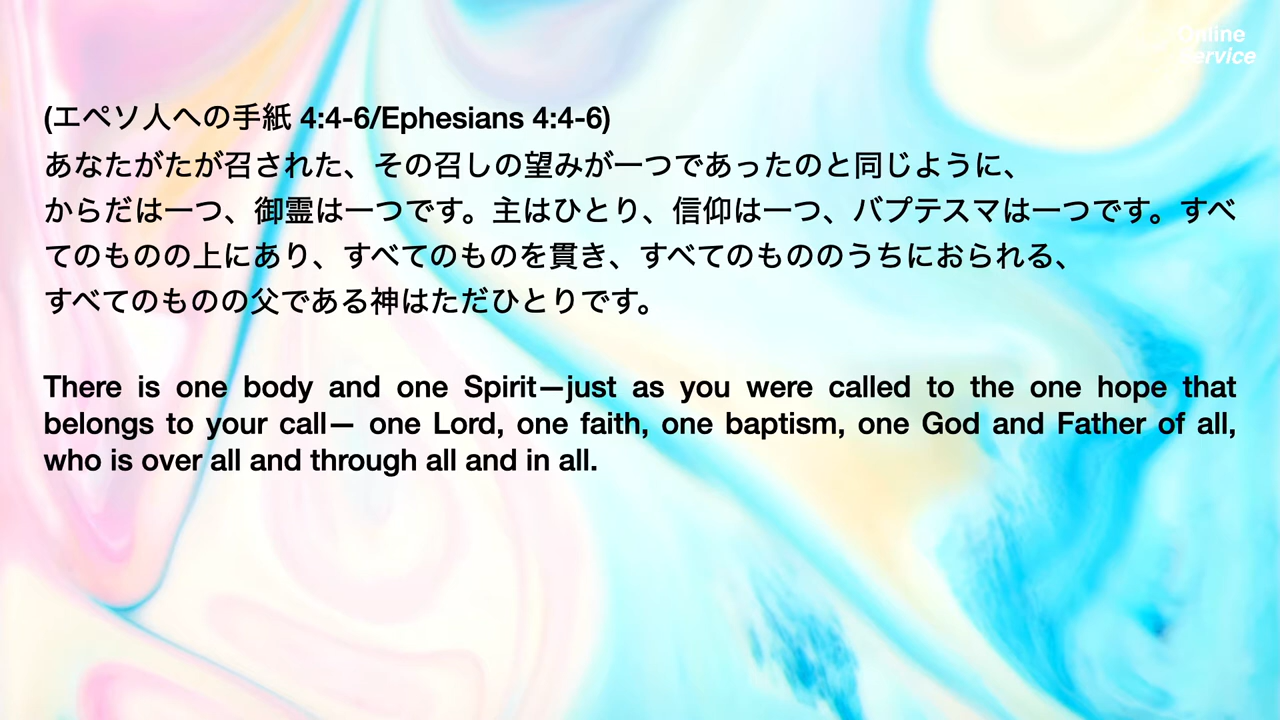 Online
Service
(エペソ人への手紙 4:4-6/Ephesians 4:4-6)
あなたがたが召された、その召しの望みが一つであったのと同じように、
からだは一つ、御霊は一つです。主はひとり、信仰は一つ、バプテスマは一つです。すべ
てのものの上にあり、すべてのものを貫き、すべてのもののうちにおられる、
すべてのものの父である神はただひとりです。
There is one body and one Spirit—just as you were called to the one hope that
belongs to your call— one Lord, one faith, one baptism, one God and Father of all,
who is over all and through all and in all.